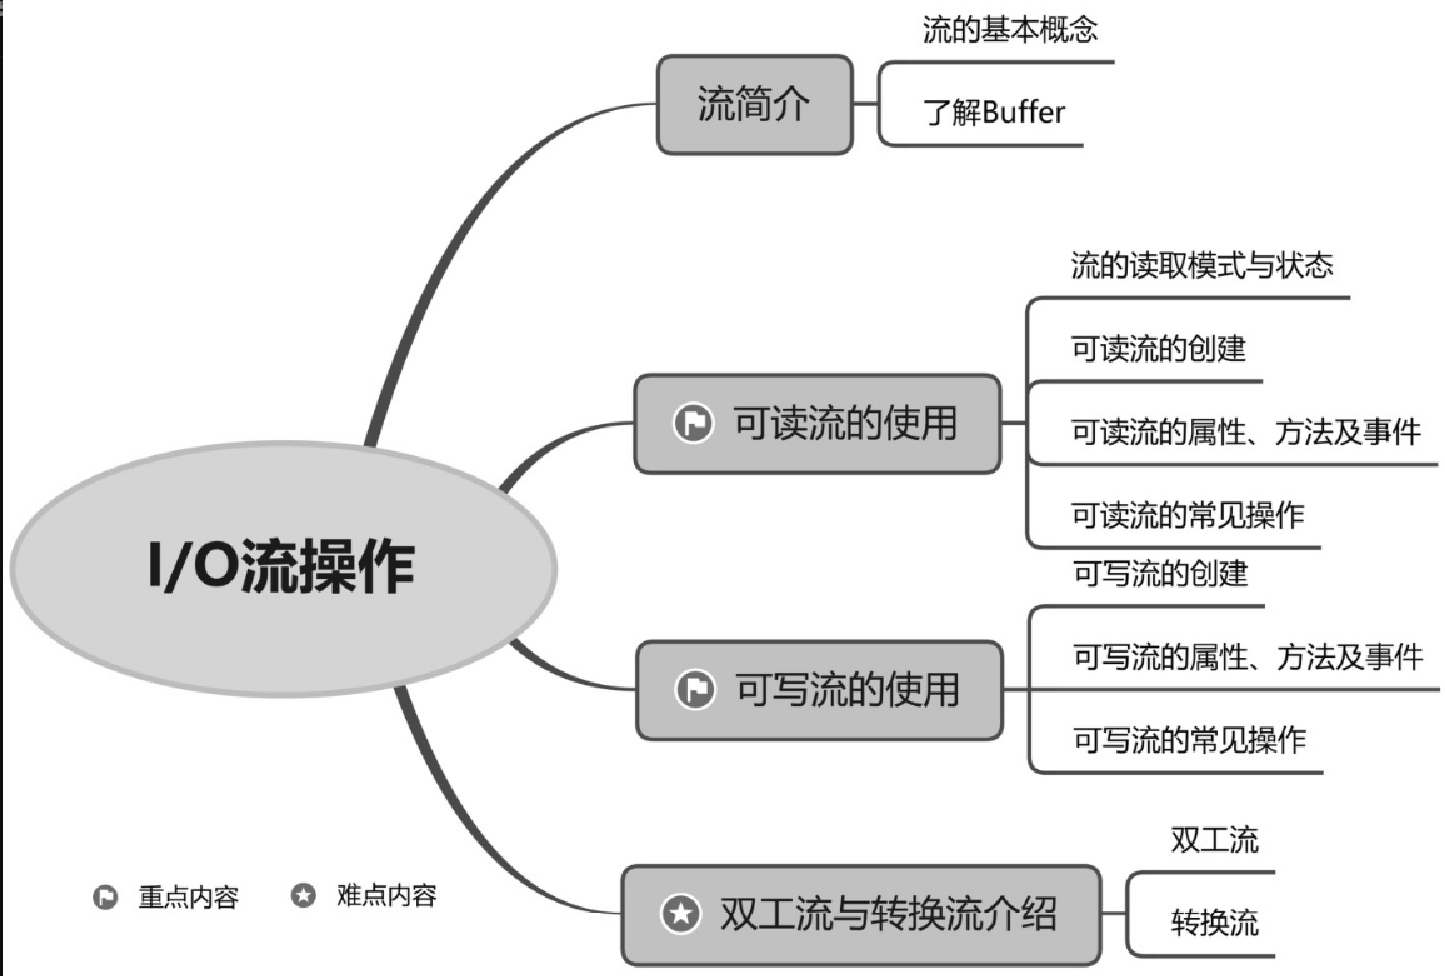 I/O流操作
流简介
流的基本概念
了解Buffer
可读流的使用
流的读取模式与状态
可读流的创建
可读流的属性、方法及事件
可读流的常见操作
可写流的使用
可写流的创建
可写流的属性、方法及事件
可写流的常见操作
双工流与转换流介绍
双工流
转换流
重点内容
难点内容